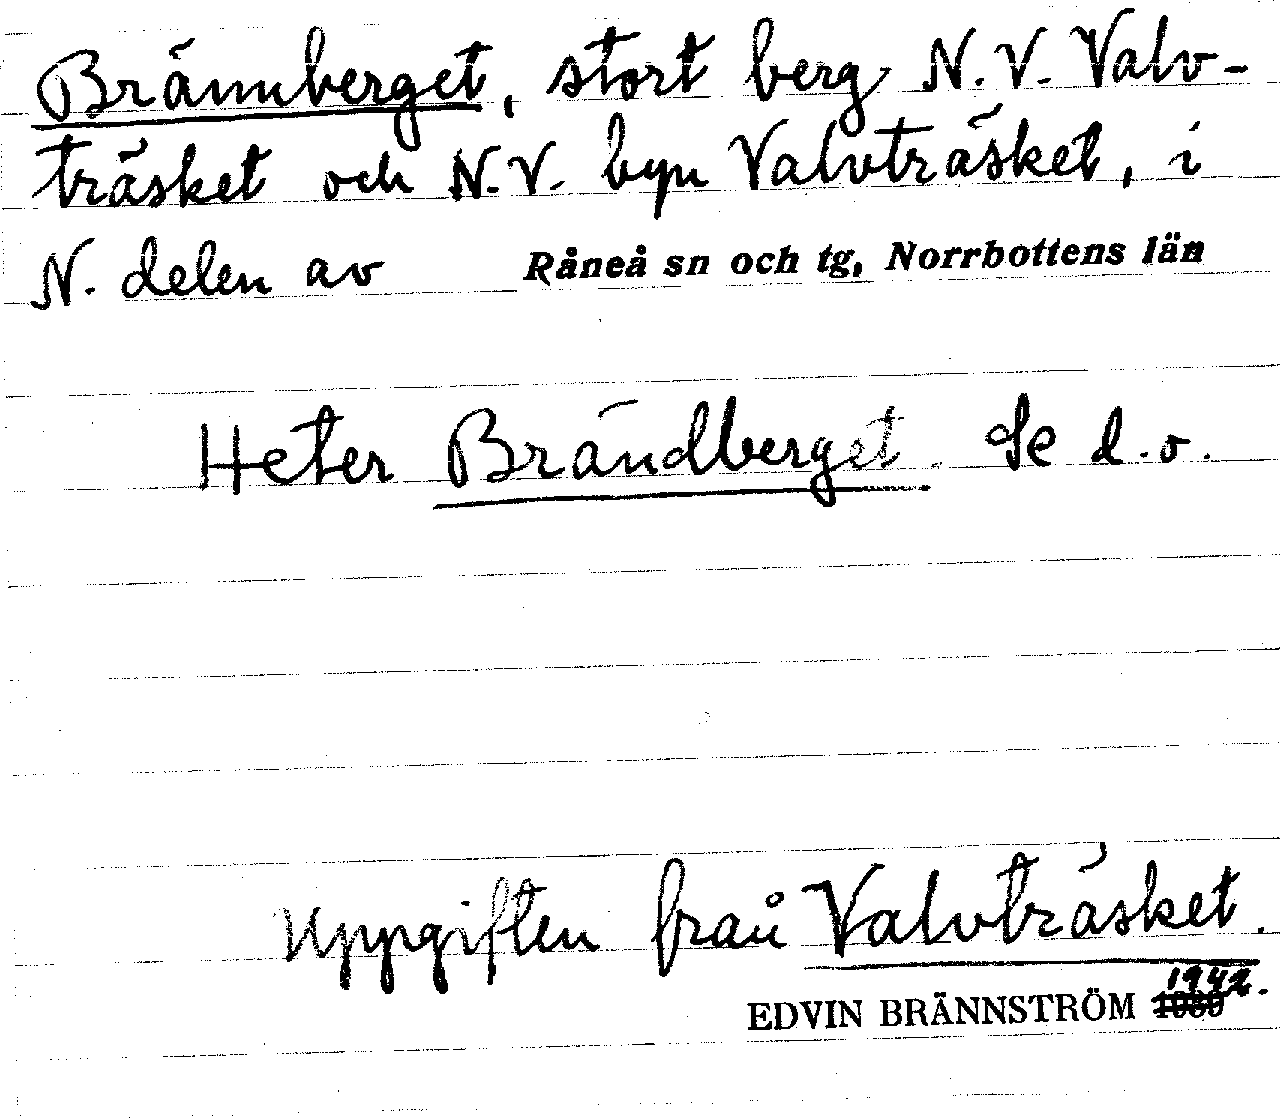 Brännberget, stort berg N.V. Valv-
träsket och N.V. byn Valvträsket, i
N. delen av Råneå sn och tg, Norrbottens län
Heter Brändberget. Se d.o.
Uppgiften från Valvträsket.
1942.
EDVIN BRÄNNSTRÖM